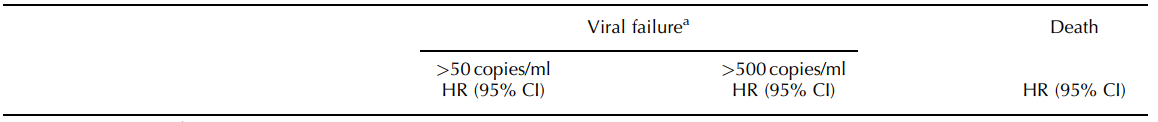 Viral failureᵃ Death
>50 copies/ml >500 copies/ml
HR (95% CI) HR (95% CI) HR (95% CI)